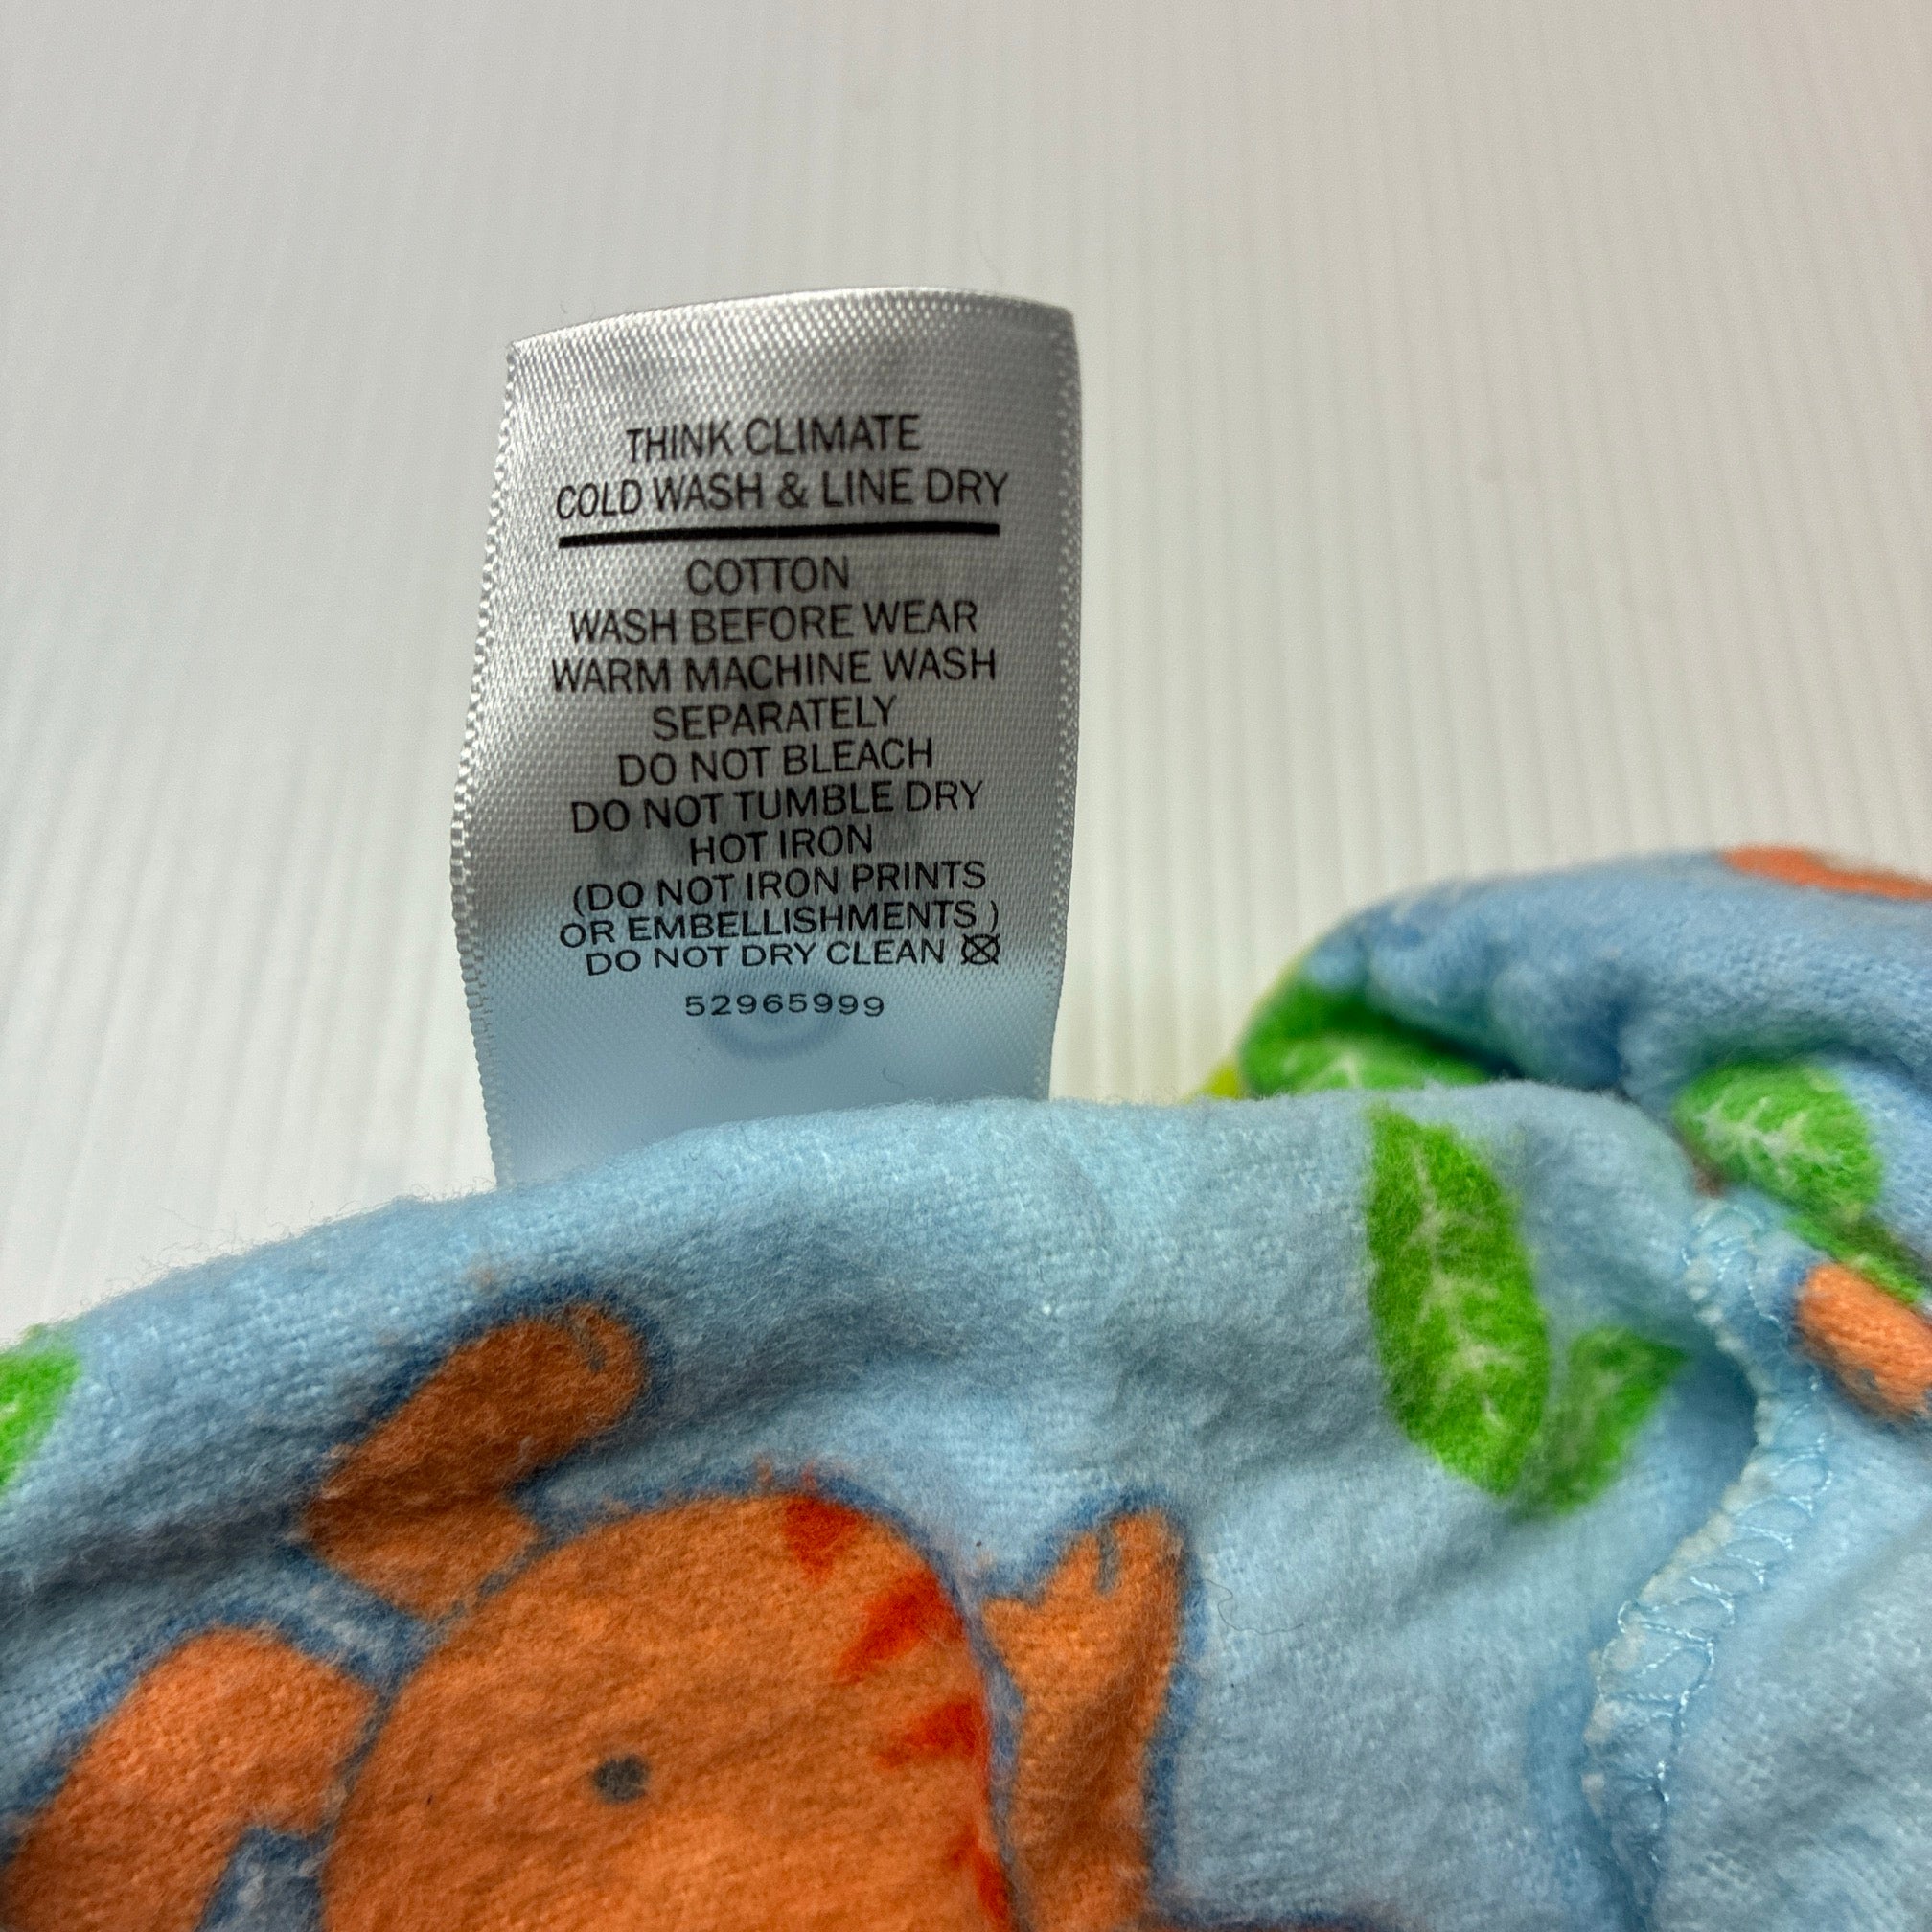 THINK CLIMATE
COLD WASH & LINE DRY
COTTON
WASH BEFORE WEAR
WARM MACHINE WASH
SEPARATELY
DO NOT BLEACH
DO NOT TUMBLE DRY
HOT IRON
(DO NOT IRON PRINTS
OR EMBELLISHMENTS )
DO NOT DRY CLEAN
52965999